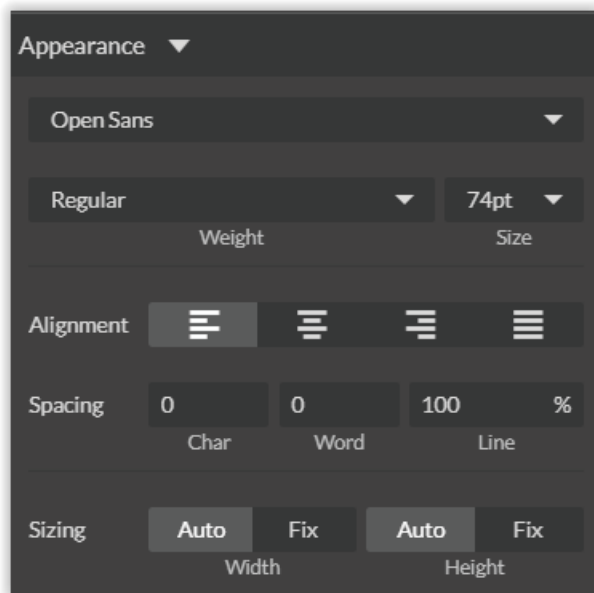 Appearance
Open Sans
Regular 74pt
Weight Size
Alignment
Spacing 0 0 100 %
Char Word Line
Sizing Auto Fix Auto Fix
Width Height